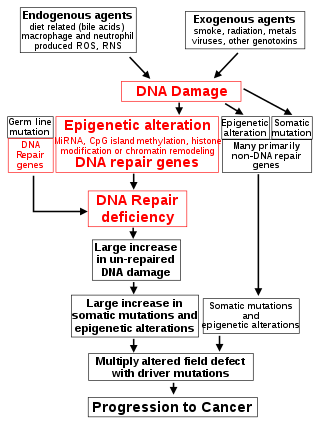 Endogenous agents
diet related (bile acids)
macrophage and neutrophil
produced ROS, RNS
Exogenous agents
smoke, radiation, metals
viruses, other genotoxins
DNA Damage
Germ line
mutation
DNA
Repair
genes
Epigenetic alteration
MiRNA, CpG island methylation, histone
modification or chromatin remodeling
DNA repair genes
Epigenetic
alteration
Somatic
mutation
Many primarily
non-DNA repair
genes
DNA Repair
deficiency
Large increase
in un-repaired
DNA damage
Large increase in
somatic mutations and
epigenetic alterations
Somatic mutations
and
epigenetic alterations
Multiply altered field defect
with driver mutations
Progression to Cancer